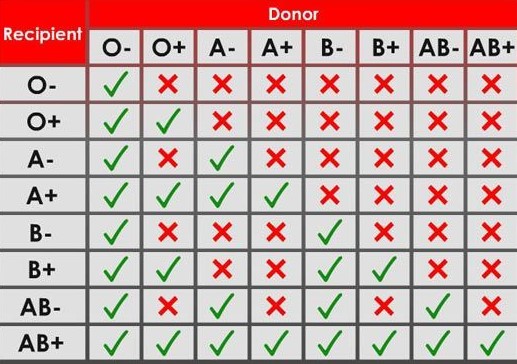 Donor
Recipient
O- O+ A- A+ B- B+ AB- AB+
O- ✓ ✗ ✗ ✗ ✗ ✗ ✗ ✗
O+ ✓ ✓ ✗ ✗ ✗ ✗ ✗ ✗
A- ✓ ✗ ✓ ✗ ✗ ✗ ✗ ✗
A+ ✓ ✓ ✓ ✓ ✗ ✗ ✗ ✗
B- ✓ ✗ ✗ ✗ ✓ ✗ ✗ ✗
B+ ✓ ✓ ✗ ✗ ✓ ✓ ✗ ✗
AB- ✓ ✗ ✓ ✗ ✓ ✗ ✓ ✗
AB+ ✓ ✓ ✓ ✓ ✓ ✓ ✓ ✓